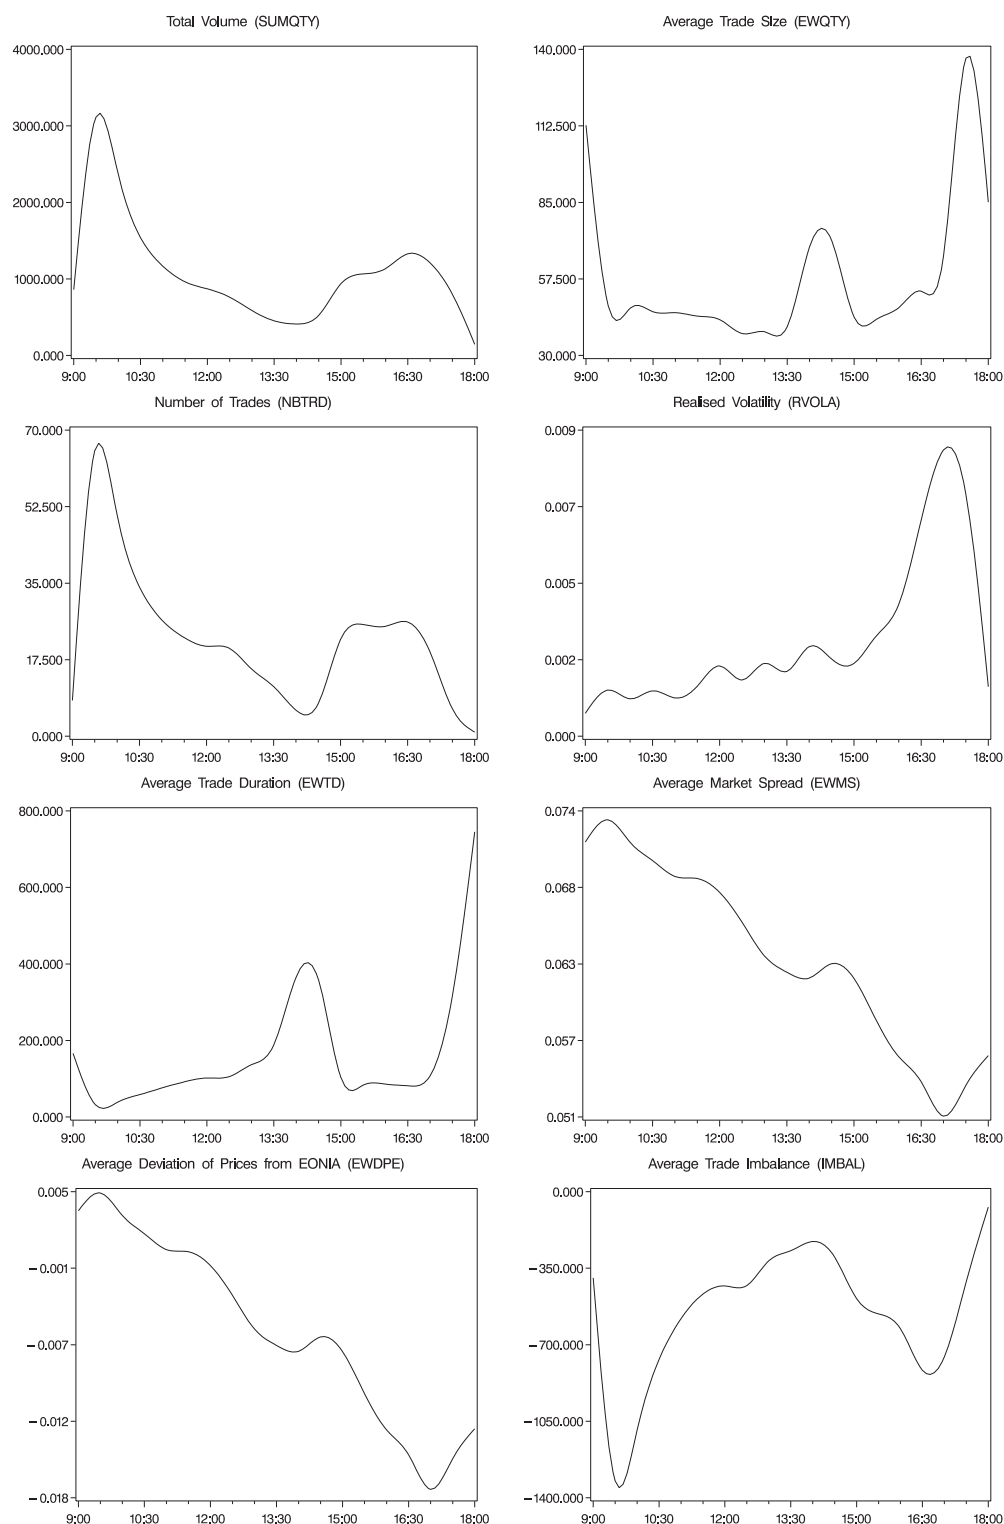 Total Volume (SUMQTY)
4000.000
3000.000
2000.000
1000.000
0.000
9:00 10:30 12:00 13:30 15:00 16:30 18:00
Average Trade Size (EWQTY)
140.000
112.500
85.000
57.500
30.000
9:00 10:30 12:00 13:30 15:00 16:30 18:00
Number of Trades (NBTRD)
70.000
52.500
35.000
17.500
0.000
9:00 10:30 12:00 13:30 15:00 16:30 18:00
Realised Volatility (RVOLA)
0.009
0.007
0.005
0.002
0.000
9:00 10:30 12:00 13:30 15:00 16:30 18:00
Average Trade Duration (EWTD)
800.000
600.000
400.000
200.000
0.000
9:00 10:30 12:00 13:30 15:00 16:30 18:00
Average Market Spread (EWMS)
0.074
0.068
0.063
0.057
0.051
9:00 10:30 12:00 13:30 15:00 16:30 18:00
Average Deviation of Prices from EONIA (EWDPE)
0.005
−0.001
−0.007
−0.012
−0.018
9:00 10:30 12:00 13:30 15:00 16:30 18:00
Average Trade Imbalance (IMBAL)
0.000
−350.000
−700.000
−1050.000
−1400.000
9:00 10:30 12:00 13:30 15:00 16:30 18:00